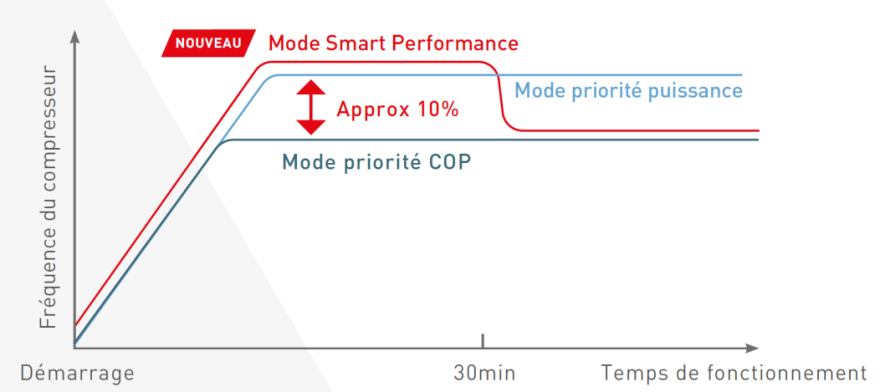 NOUVEAU
Mode Smart Performance
Mode priorité puissance
Approx 10%
Mode priorité COP
Fréquence du compresseur
Démarrage
30min
Temps de fonctionnement